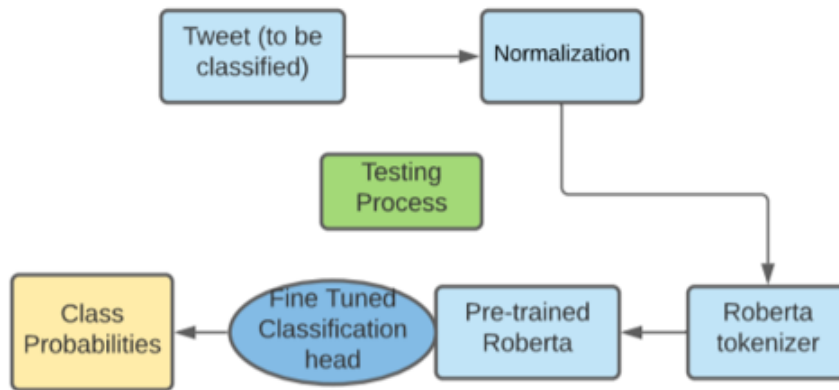 Tweet (to be
classified)
Normalization
Testing
Process
Class
Probabilities
Fine Tuned
Classification
head
Pre-trained
Roberta
Roberta
tokenizer